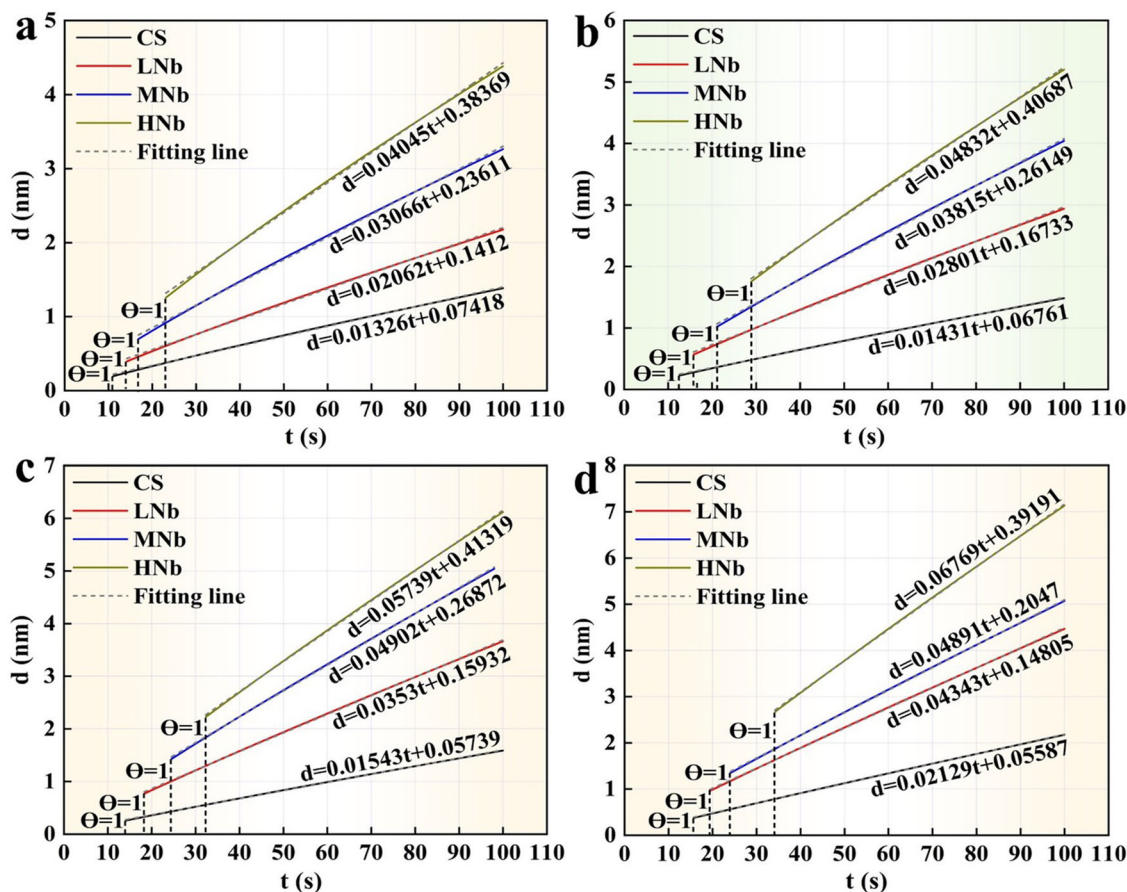 a
5
4
3
2
1
0
d (nm)
CS
LNb
MNb
HNb
Fitting line
d=0.04045t+0.38369
d=0.03066t+0.23611
d=0.02062t+0.1412
d=0.01326t+0.07418
Θ=1
Θ=1
Θ=1
Θ=1
0 10 20 30 40 50 60 70 80 90 100 110
t (s)
b
6
5
4
3
2
1
0
d (nm)
CS
LNb
MNb
HNb
Fitting line
d=0.04832t+0.40687
d=0.03815t+0.26149
d=0.02801t+0.16733
d=0.01431t+0.06761
Θ=1
Θ=1
Θ=1
Θ=1
0 10 20 30 40 50 60 70 80 90 100 110
t (s)
c
7
6
5
4
3
2
1
0
d (nm)
CS
LNb
MNb
HNb
Fitting line
d=0.05739t+0.41319
d=0.04902t+0.26872
d=0.0353t+0.15932
d=0.01543t+0.05739
Θ=1
Θ=1
Θ=1
Θ=1
0 10 20 30 40 50 60 70 80 90 100 110
t (s)
d
8
7
6
5
4
3
2
1
0
d (nm)
CS
LNb
MNb
HNb
Fitting line
d=0.06769t+0.39191
d=0.04891t+0.2047
d=0.04343t+0.14805
d=0.02129t+0.05587
Θ=1
Θ=1
Θ=1
Θ=1
0 10 20 30 40 50 60 70 80 90 100 110
t (s)